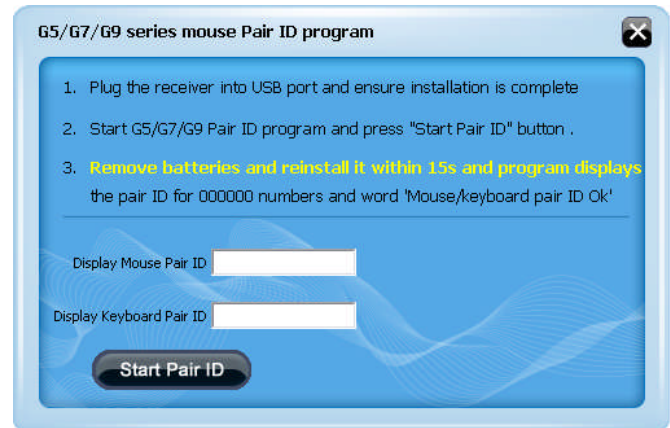 G5/G7/G9 series mouse Pair ID program
1. Plug the receiver into USB port and ensure installation is complete
2. Start G5/G7/G9 Pair ID program and press "Start Pair ID" button .
3. Remove batteries and reinstall it within 15s and program displays
the pair ID for 000000 numbers and word 'Mouse/keyboard pair ID Ok'
Display Mouse Pair ID
Display Keyboard Pair ID
Start Pair ID